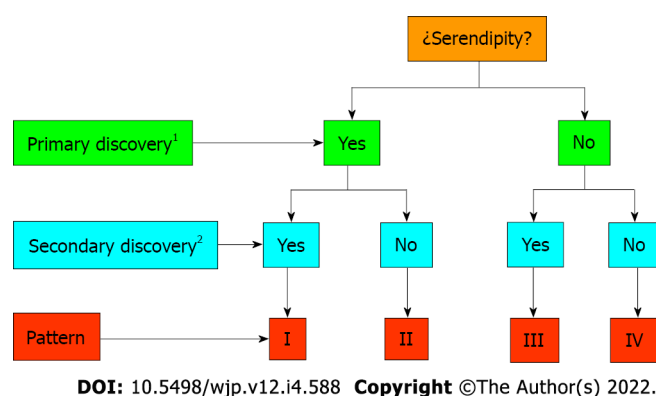 ¿Serendipity?
Primary discovery¹ Yes No
Secondary discovery² Yes No Yes No
Pattern I II III IV
DOI: 10.5498/wjp.v12.i4.588 Copyright ©The Author(s) 2022.